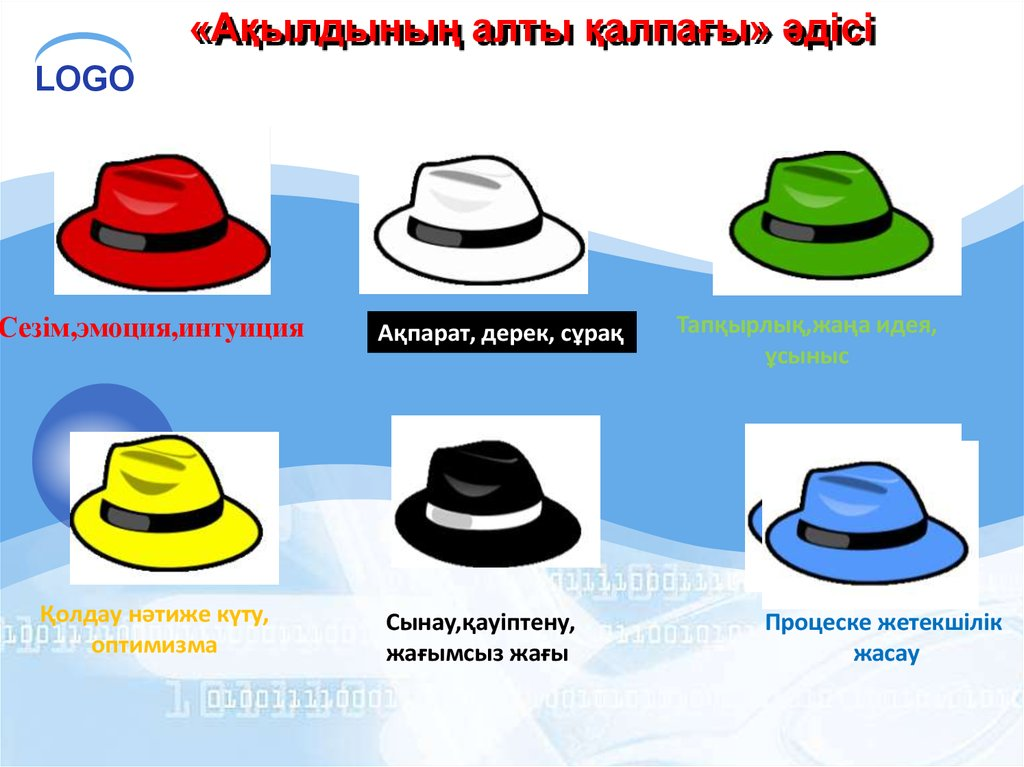 «Ақылдының алты қалпағы» әдісі
LOGO
Сезім,эмоция,интуиция
Ақпарат, дерек, сұрақ
Тапқырлық,жаңа идея,
ұсыныс
Қолдау нәтиже күту,
оптимизма
Сынау,қауіптену,
жағымсыз жағы
Процеске жетекшілік
жасау